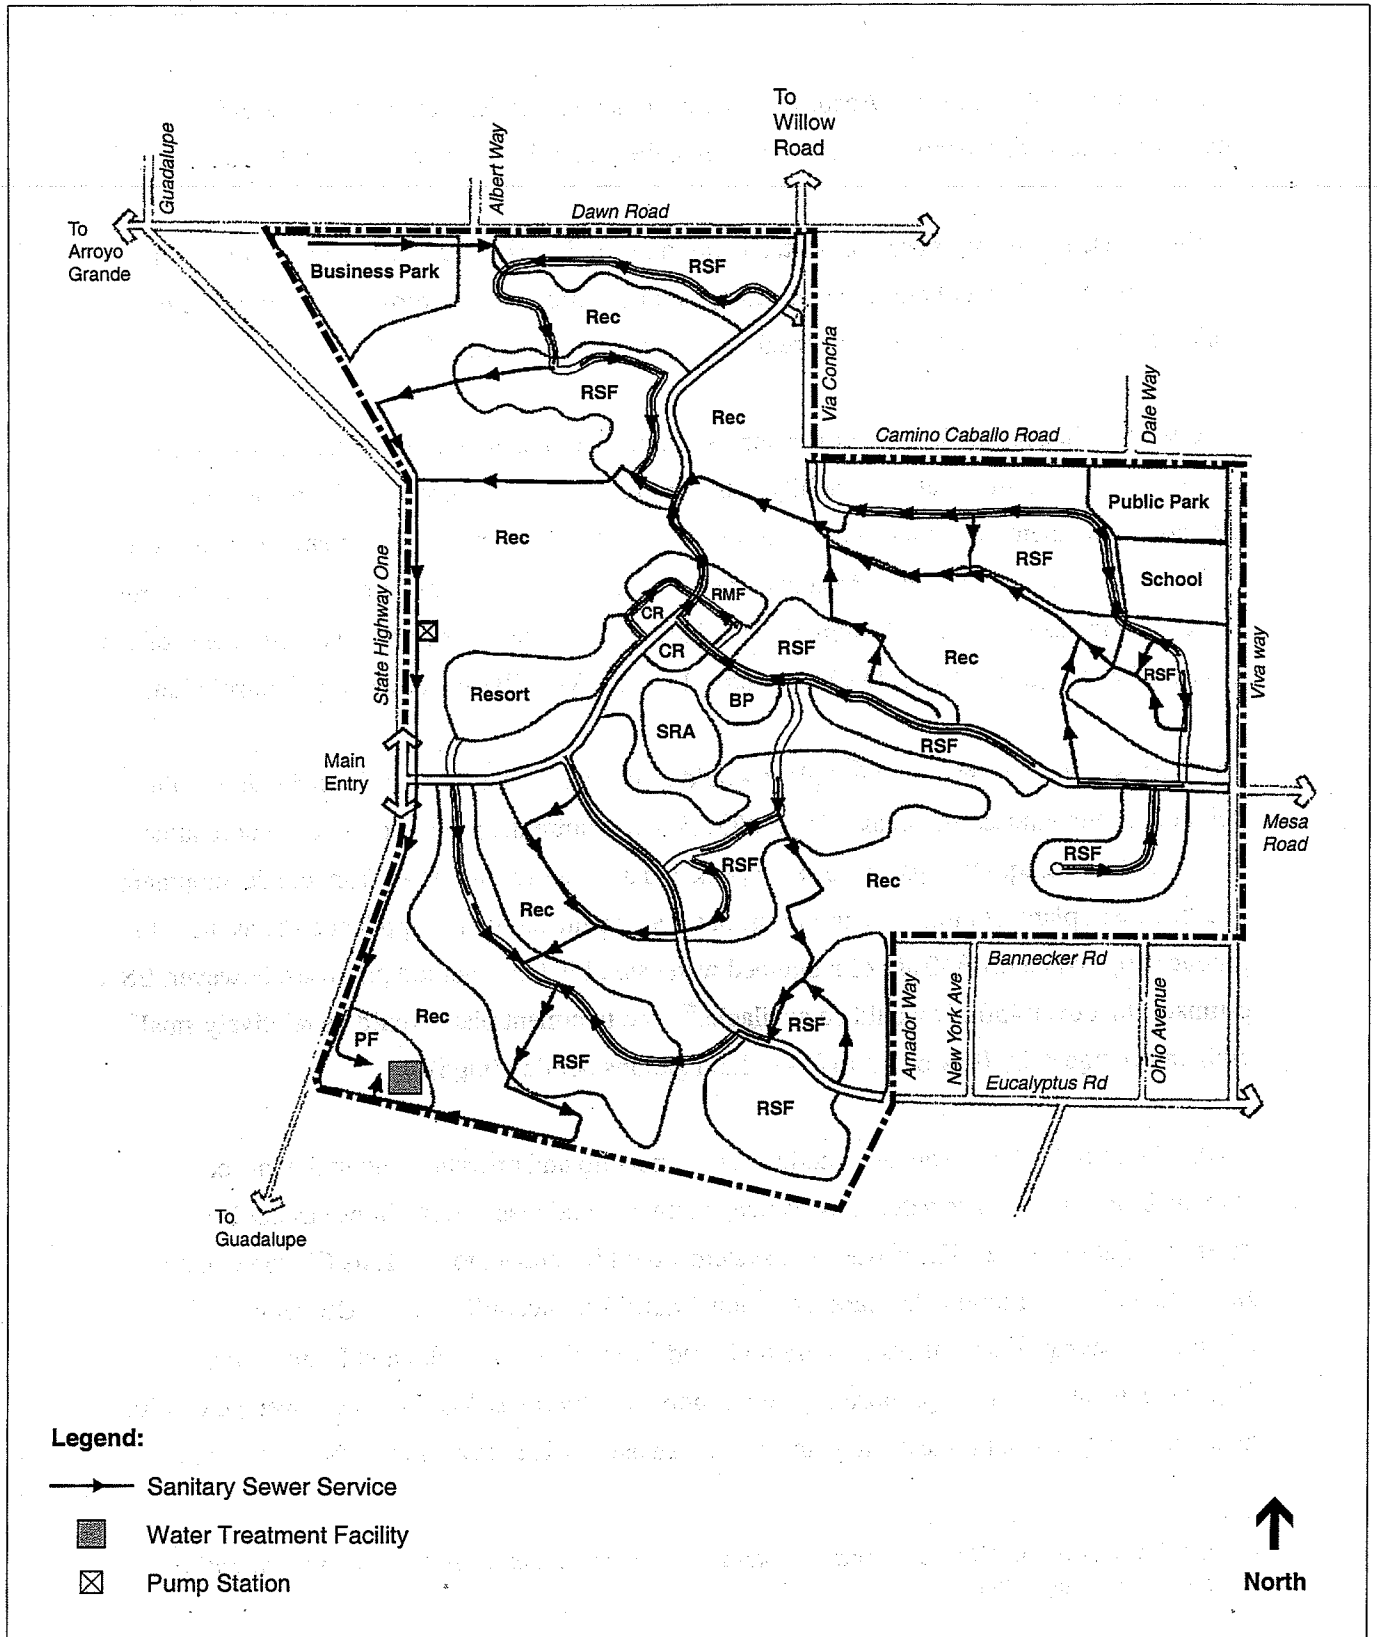 To
Willow
Road
Guadalupe
Albert Way
Dawn Road
To
Arroyo
Grande
Business Park
RSF
Rec
Via Concha
RSF
Rec
Camino Caballo Road
Dale Way
Public Park
Rec
RSF
School
State Highway One
RMF
CR
CR
RSF
Rec
RSF
Viva way
Resort
BP
SRA
RSF
Main
Entry
Mesa
Road
RSF
RSF
Rec
Rec
Bannecker Rd
Amador Way
New York Ave
Ohio Avenue
Rec
PF
RSF
RSF
Eucalyptus Rd
RSF
To
Guadalupe
Legend:
Sanitary Sewer Service
Water Treatment Facility
Pump Station
North